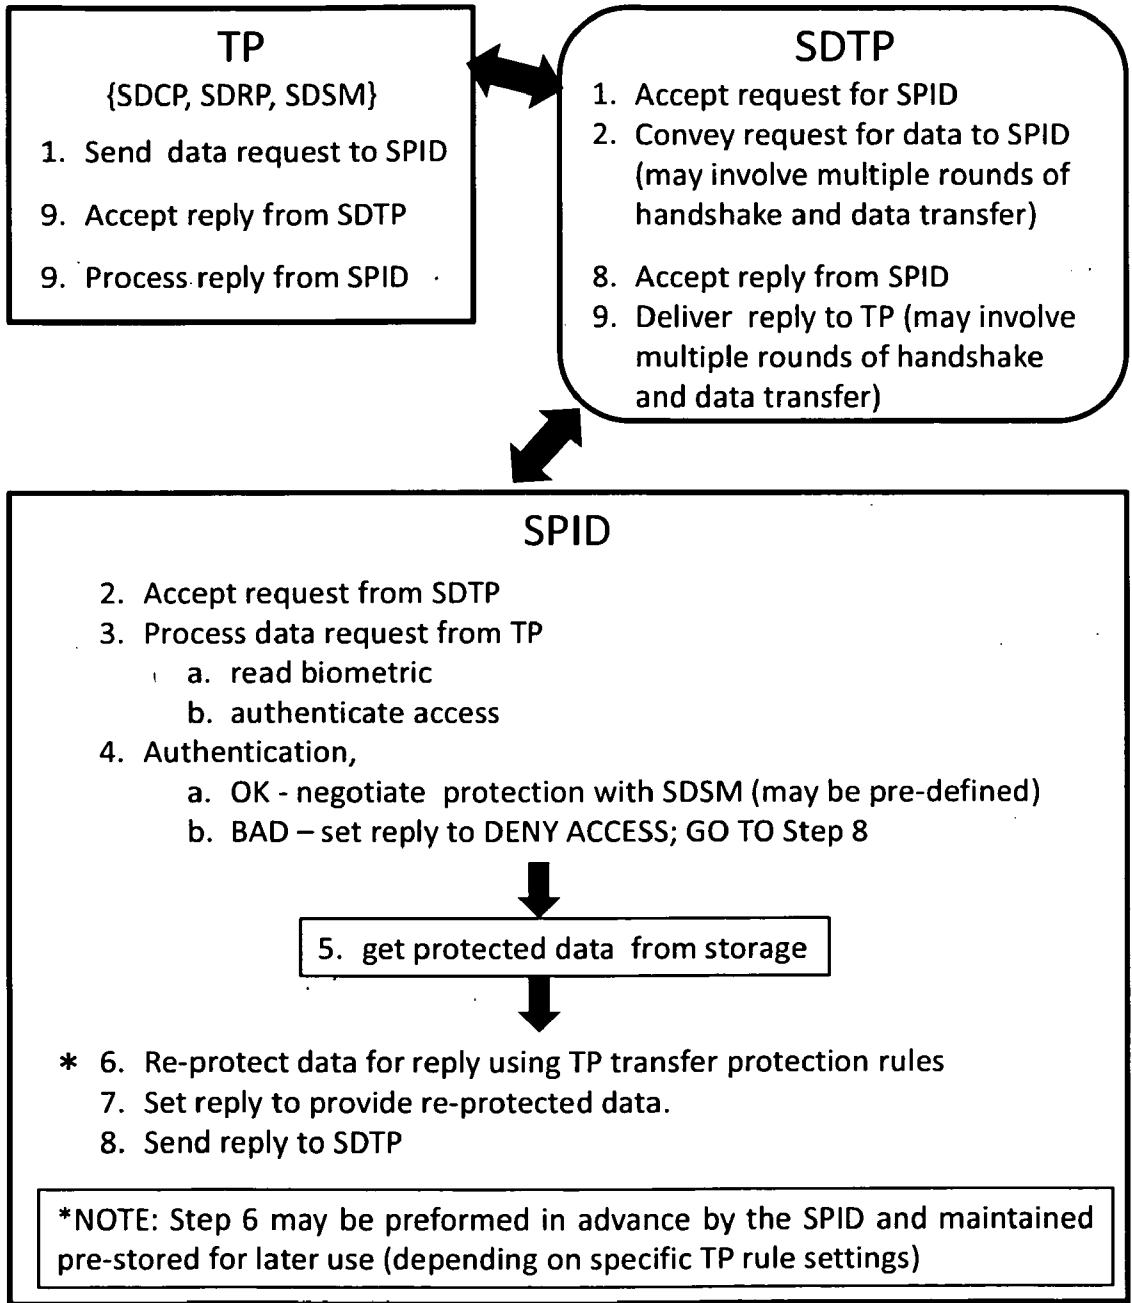 TP
{SDCP, SDRP, SDSM}
1. Send data request to SPID
9. Accept reply from SDTP
9. Process reply from SPID
SDTP
1. Accept request for SPID
2. Convey request for data to SPID
(may involve multiple rounds of
handshake and data transfer)
8. Accept reply from SPID
9. Deliver reply to TP (may involve
multiple rounds of handshake
and data transfer)
SPID
2. Accept request from SDTP
3. Process data request from TP
a. read biometric
b. authenticate access
4. Authentication,
a. OK - negotiate protection with SDSM (may be pre-defined)
b. BAD – set reply to DENY ACCESS; GO TO Step 8
5. get protected data from storage
* 6. Re-protect data for reply using TP transfer protection rules
7. Set reply to provide re-protected data.
8. Send reply to SDTP
*NOTE: Step 6 may be preformed in advance by the SPID and maintained
pre-stored for later use (depending on specific TP rule settings)